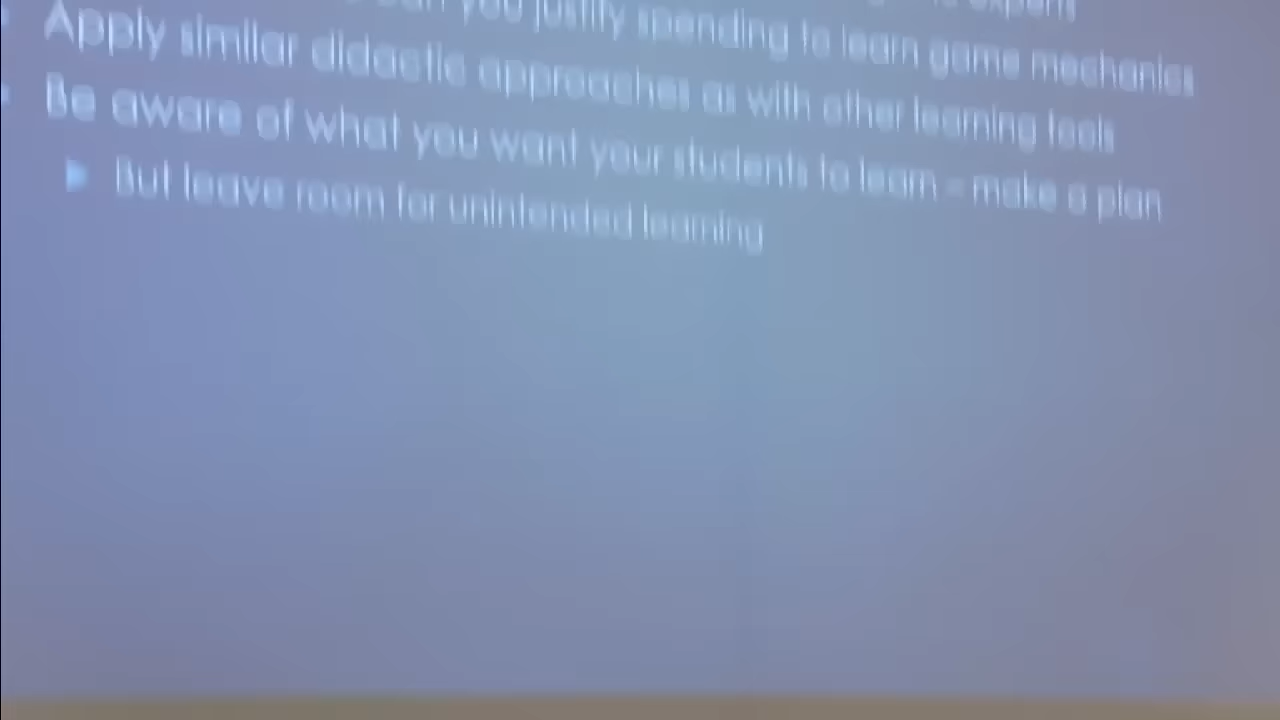 you justify spending to learn game mechanics
Apply similar didactic approaches as with other learning tools
Be aware of what you want your students to learn – make a plan
But leave room for unintended learning